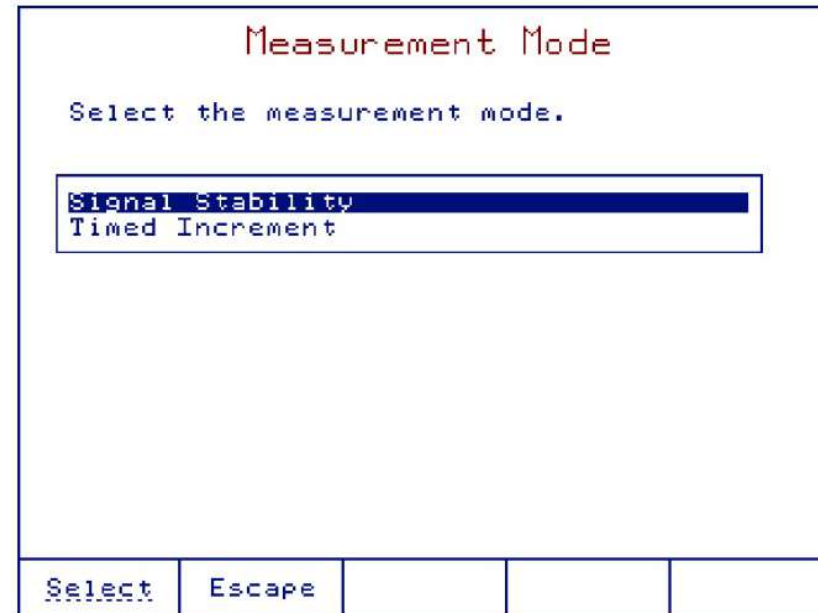 Measurement Mode
Select the measurement mode.
Signal Stability
Timed Increment
Select Escape